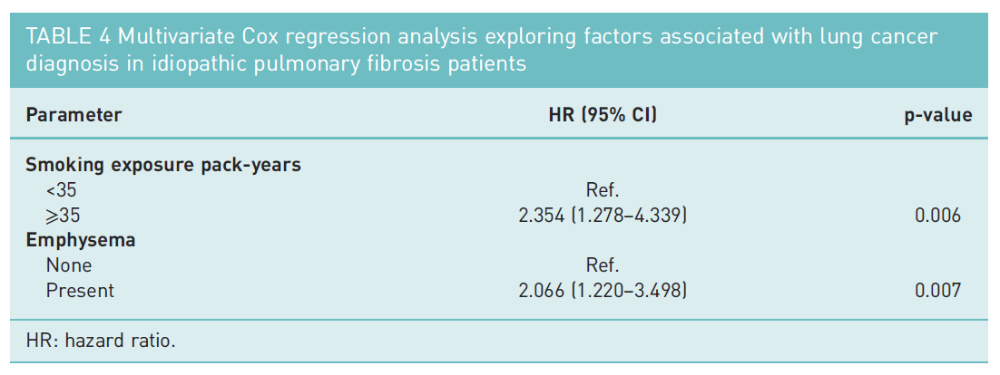 TABLE 4 Multivariate Cox regression analysis exploring factors associated with lung cancer
diagnosis in idiopathic pulmonary fibrosis patients
Parameter HR (95% CI) p-value
Smoking exposure pack-years
<35 Ref.
⩾35 2.354 (1.278–4.339) 0.006
Emphysema
None Ref.
Present 2.066 (1.220–3.498) 0.007
HR: hazard ratio.